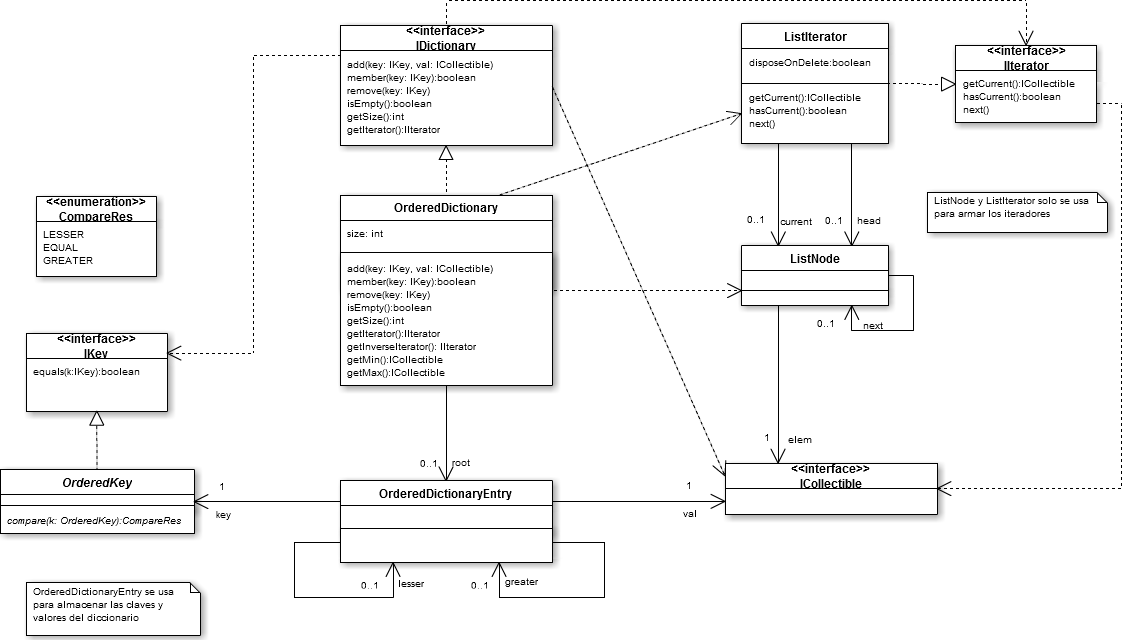 <<interface>>
IDictionary
add(key: IKey, val: ICollectible)
member(key: IKey):boolean
remove(key: IKey)
isEmpty():boolean
getSize():int
getIterator():IIterator
ListIterator
disposeOnDelete:boolean
getCurrent():ICollectible
hasCurrent():boolean
next()
<<interface>>
IIterator
getCurrent():ICollectible
hasCurrent():boolean
next()
<<enumeration>>
CompareRes
LESSER
EQUAL
GREATER
OrderedDictionary
size: int
add(key: IKey, val: ICollectible)
member(key: IKey):boolean
remove(key: IKey)
isEmpty():boolean
getSize():int
getIterator():IIterator
getInverseIterator(): IIterator
getMin():ICollectible
getMax():ICollectible
ListNode y ListIterator solo se usa
para armar los iteradores
0..1 current
0..1 head
ListNode
0..1 next
<<interface>>
IKey
equals(k:IKey):boolean
1 elem
0..1 root
<<interface>>
ICollectible
OrderedKey
compare(k: OrderedKey):CompareRes
1
key
OrderedDictionaryEntry
1
val
0..1 lesser
0..1 greater
OrderedDictionaryEntry se usa
para almacenar las claves y
valores del diccionario